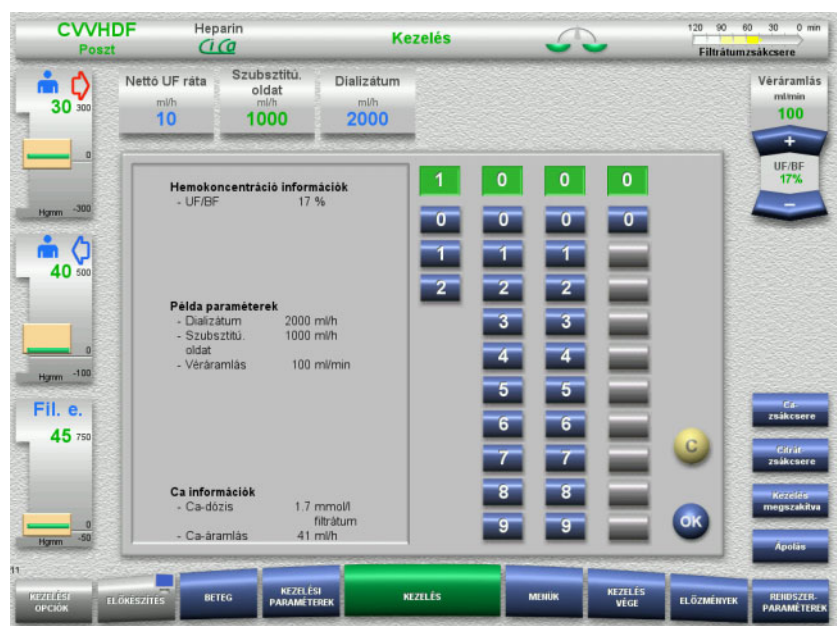 CVVHDF
Poszt
Heparin
CiCa
Kezelés
120 90 60 30 0 min
Filtrátumzsákcsere
30 300
0
Hgmm -300
40 500
0
Hgmm -100
Fil. e.
45 750
0
Hgmm -50
Nettó UF ráta
ml/h
10
Szubsztitú.
oldat
ml/h
1000
Dializátum
ml/h
2000
Véráramlás
ml/min
100
+
UF/BF
17%
−
Hemokoncentráció információk
- UF/BF 17 %
Példa paraméterek
- Dializátum 2000 ml/h
- Szubsztitú. 1000 ml/h
oldat
- Véráramlás 100 ml/min
Ca információk
- Ca-dózis 1.7 mmol/l
filtrátum
- Ca-áramlás 41 ml/h
1 0 0 0
0 0 0 0
1 1 1
2 2 2
3 3
4 4
5 5
6 6
7 7
8 8
9 9
C
OK
Ca-
zsákcsere
Citrát
zsákcsere
Kezelés
megszakítva
Ápolás
11
KEZELÉSI
OPCIÓK
ELŐKÉSZÍTÉS
BETEG
KEZELÉSI
PARAMÉTEREK
KEZELÉS
MENÜK
KEZELÉS
VÉGE
ELŐZMÉNYEK
RENDSZER-
PARAMÉTEREK